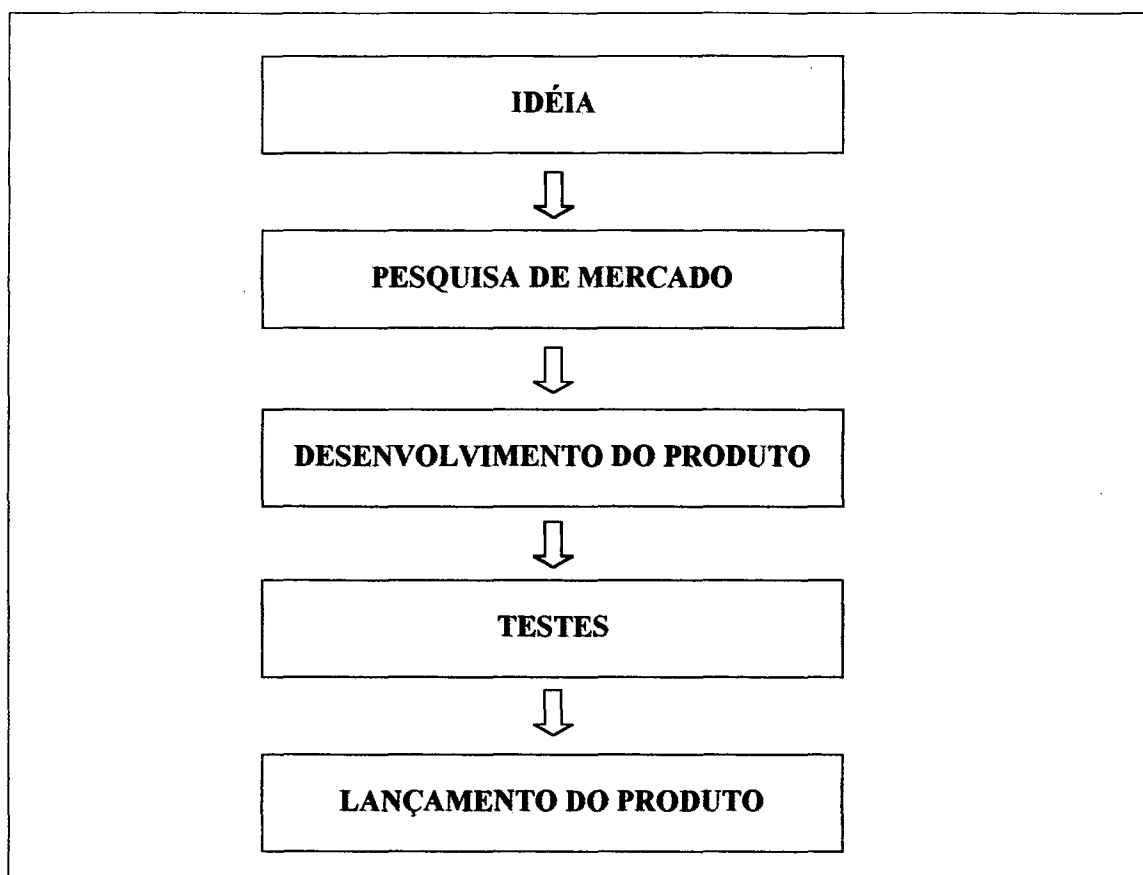 IDÉIA
PESQUISA DE MERCADO
DESENVOLVIMENTO DO PRODUTO
TESTES
LANÇAMENTO DO PRODUTO